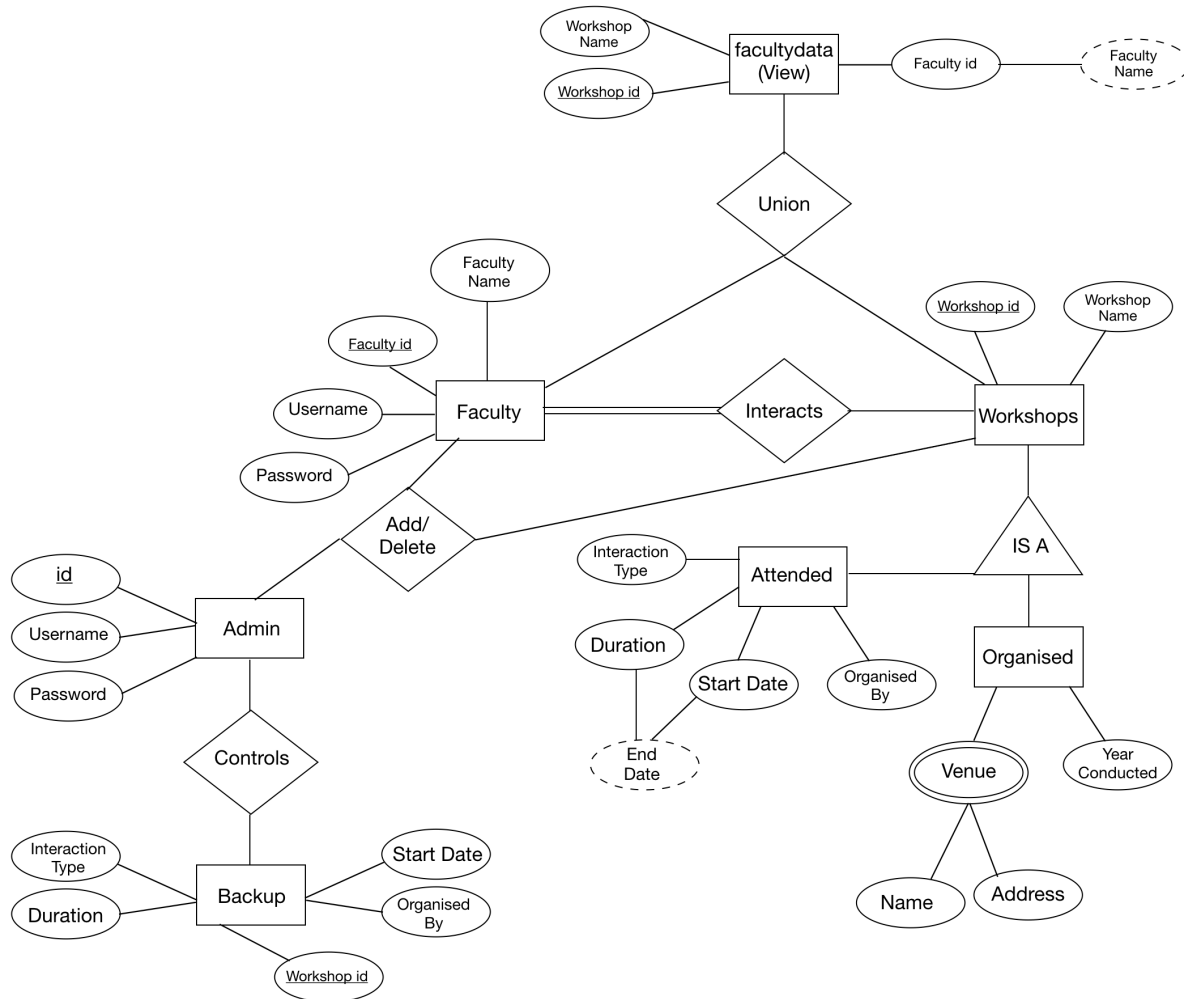 Workshop
Name
facultydata
(View)
Faculty id
Faculty
Name
Workshop id
Union
Faculty
Name
Workshop id
Workshop
Name
Faculty id
Username
Faculty
Interacts
Workshops
Password
Add/
Delete
IS A
Interaction
Type
Attended
id
Username
Admin
Duration
Organised
Password
Start Date
Organised
By
Controls
End
Date
Venue
Year
Conducted
Interaction
Type
Start Date
Backup
Name
Address
Duration
Organised
By
Workshop id